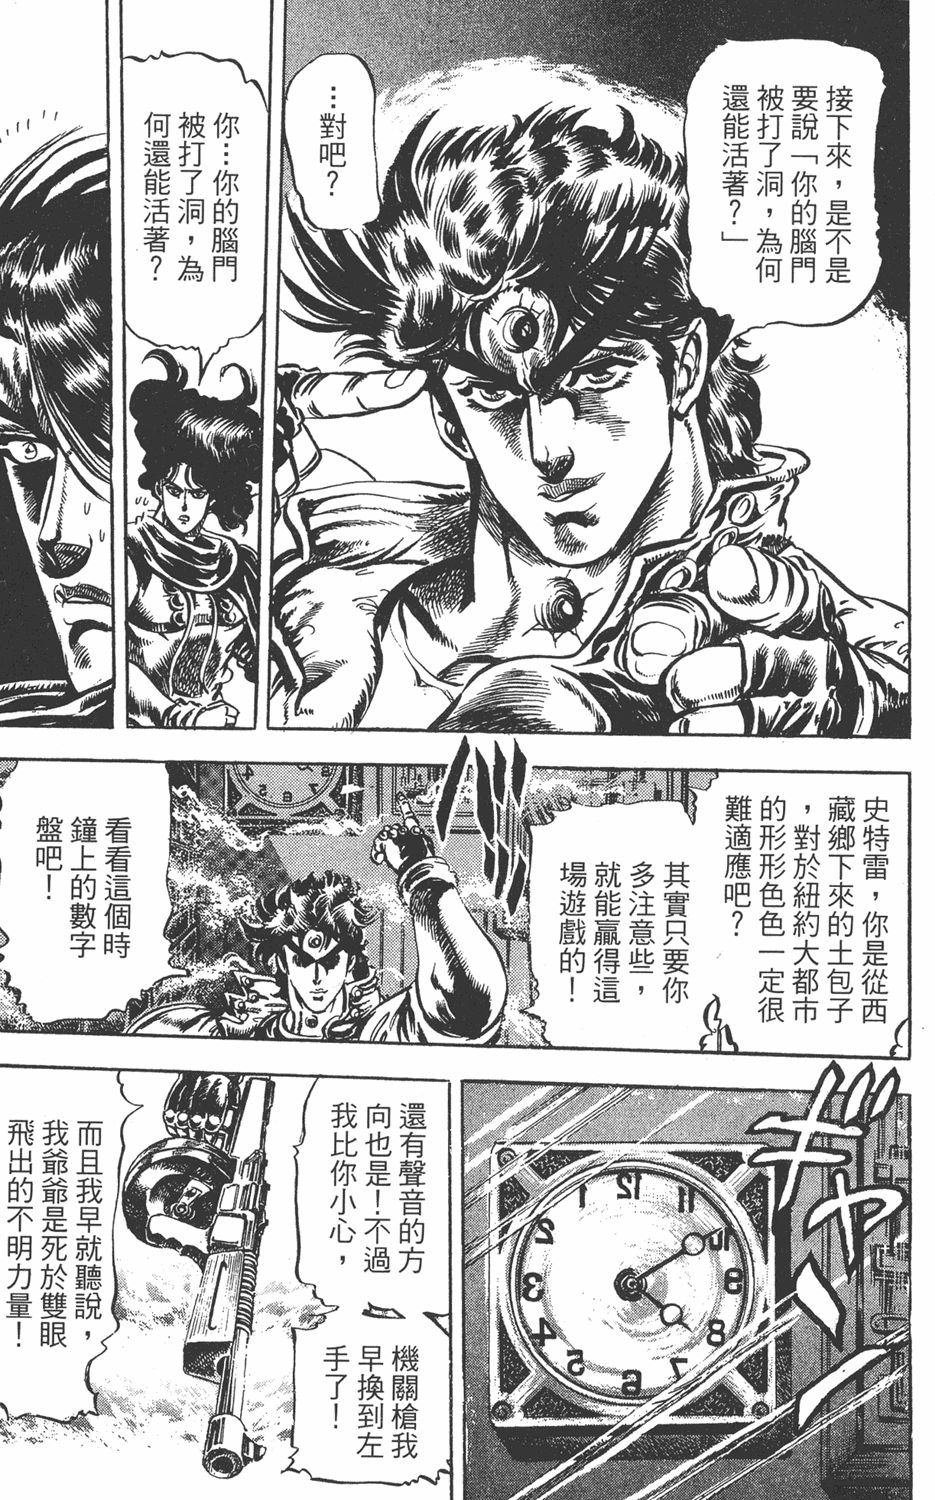 接下來，是不是
要說「你的腦門
被打了洞，為何
還能活著？」
…對吧？
你…你的腦門
被打了洞，為
何還能活著？
史特雷，你是從西
藏鄉下來的土包子
，對於紐約大都市
的形形色色一定很
難適應吧？
其實只要你
多注意些，
就能贏得這
場遊戲的！
看看這個時
鐘上的數字
盤吧！
ギャーン
12
11
10
9
8
7
6
5
4
3
2
1
還有聲音的方
向也是！不過
我比你小心，
機關槍我
早換到左
手了！
而且我早就聽說，
我爺爺是死於雙眼
飛出的不明力量！